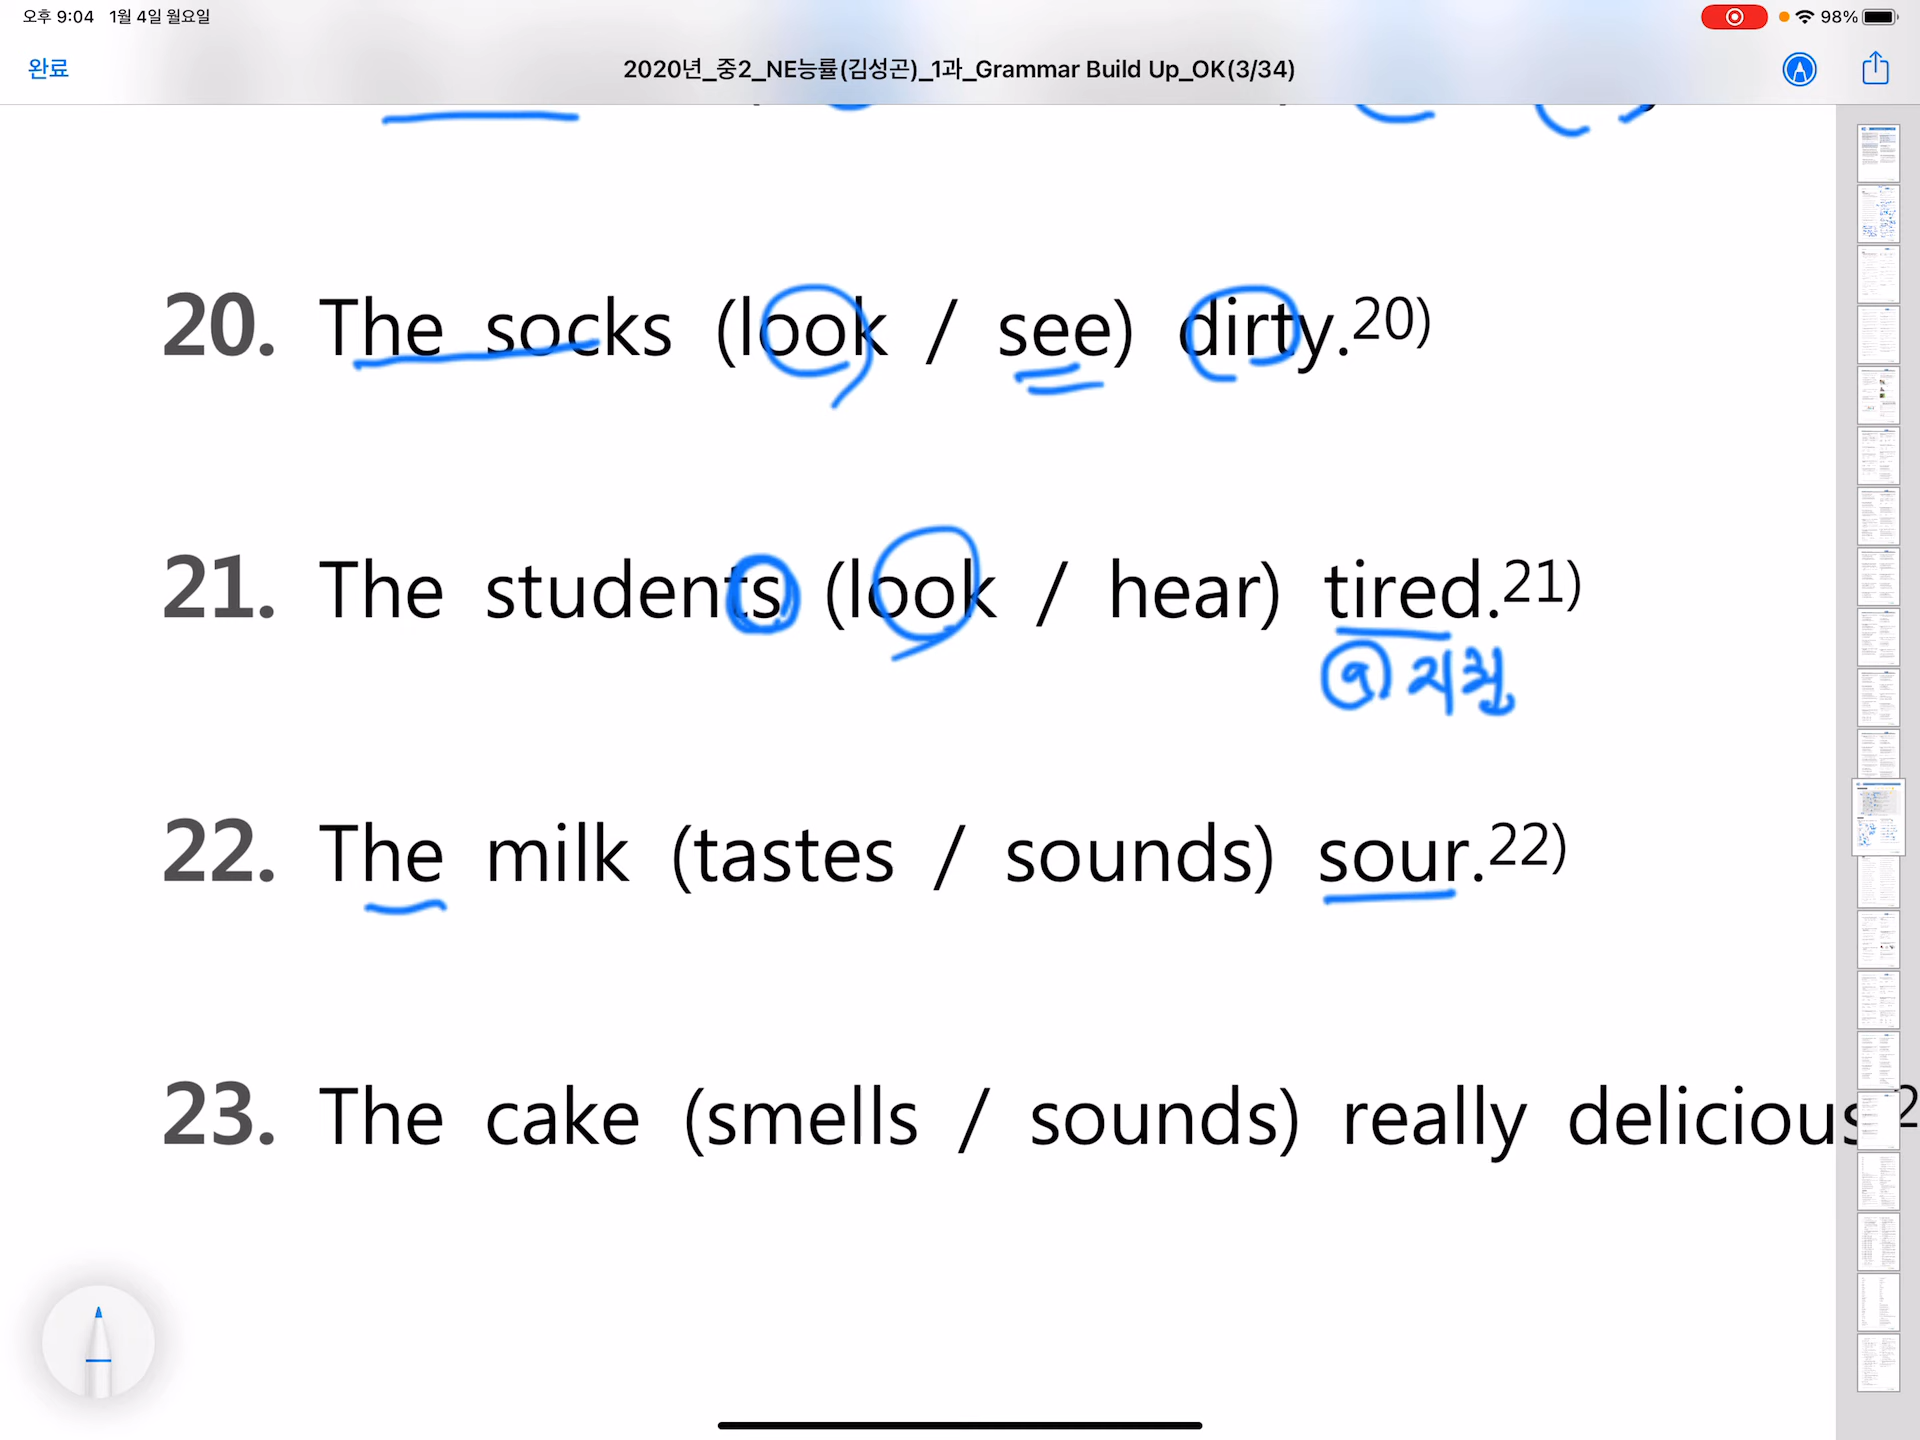 오후 9:04 1월 4일 월요일
98%
완료
2020년_중2_NE능률(김성곤)_1과_Grammar Build Up_OK(3/34)
20. The socks (look / see) dirty.20)
21. The students (look / hear) tired.21)
22. The milk (tastes / sounds) sour.22)
23. The cake (smells / sounds) really delicious 2